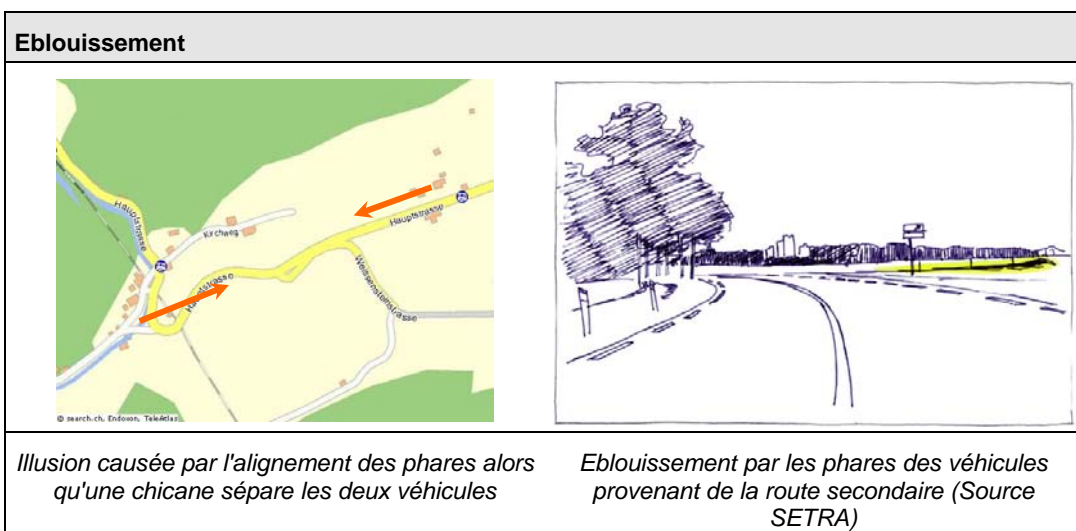 Eblouissement
Hauptstrasse
Kirchweg
Hauptstrasse
Hauptstrasse
Weissensteinstrasse
© search.ch, Endoxon, TeleAtlas
Illusion causée par l'alignement des phares alors
qu'une chicane sépare les deux véhicules
Eblouissement par les phares des véhicules
provenant de la route secondaire (Source
SETRA)